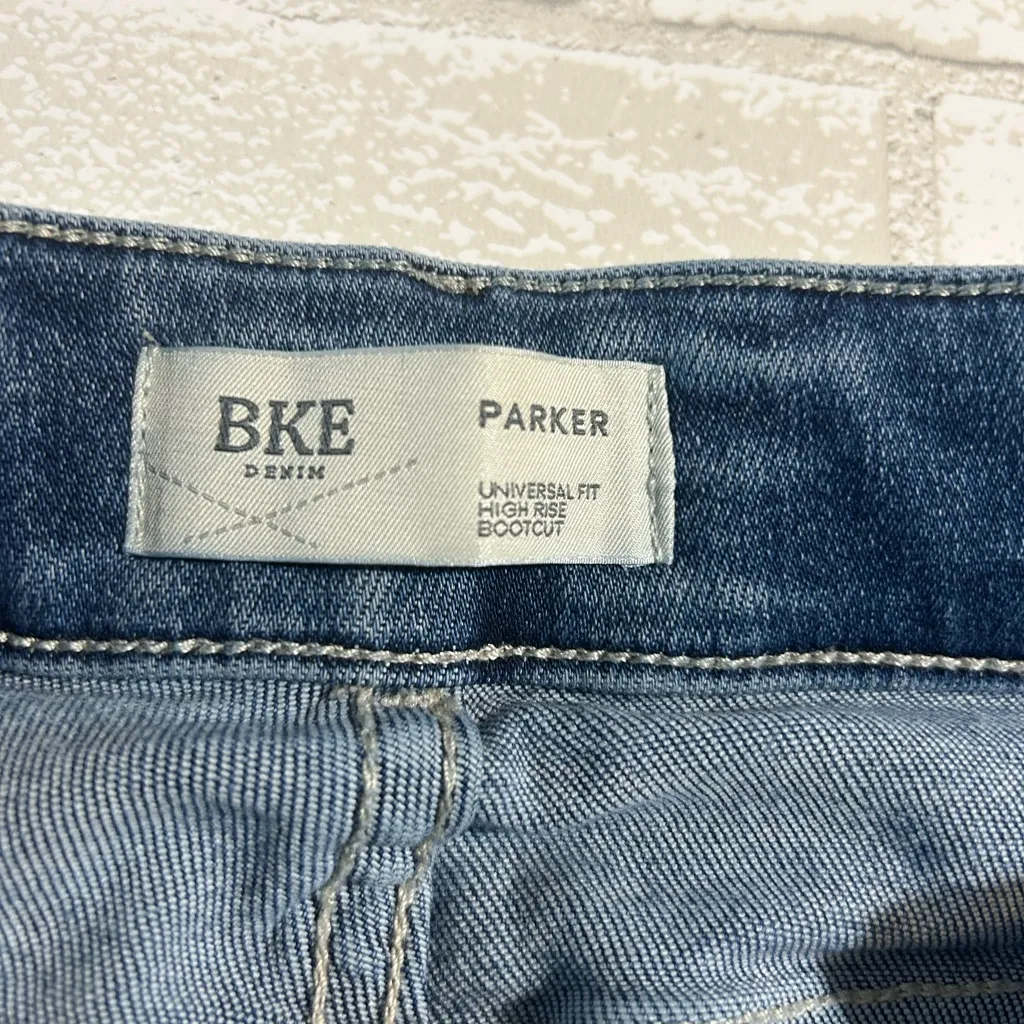 BKE
DENIM
PARKER
UNIVERSAL FIT
HIGH RISE
BOOTCUT